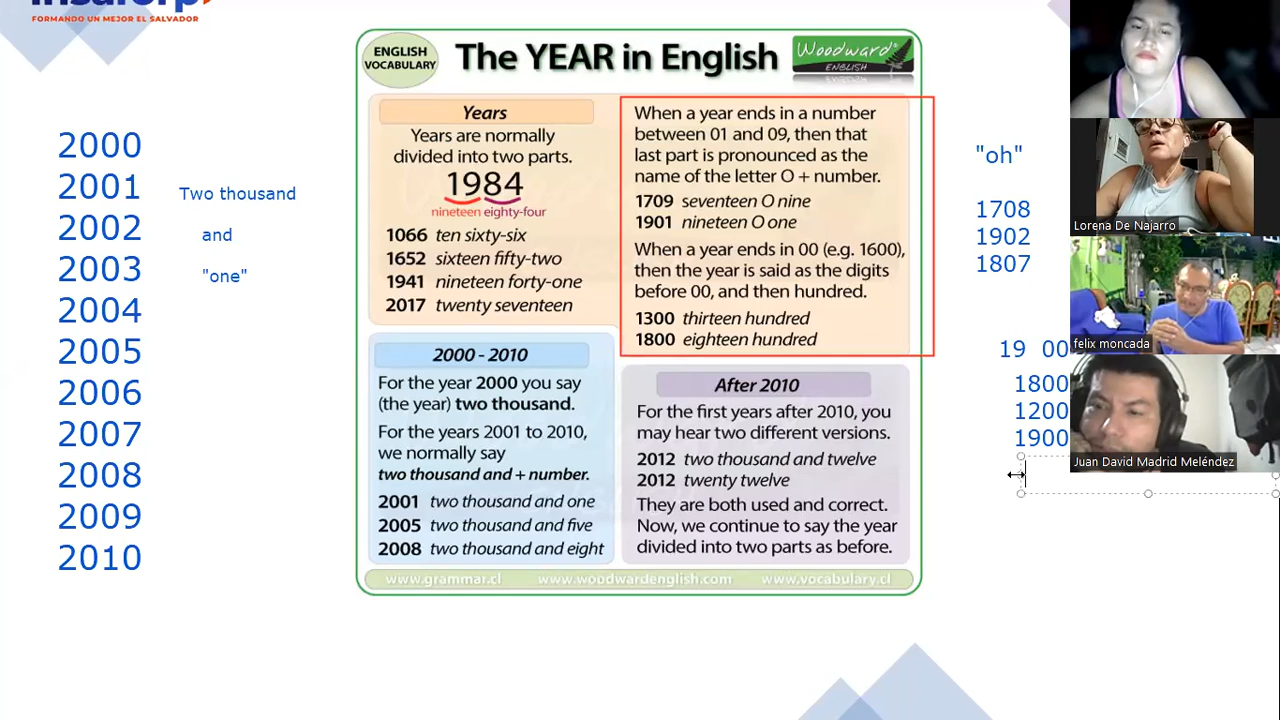 FORMANDO UN MEJOR EL SALVADOR
2000
2001
2002
2003
2004
2005
2006
2007
2008
2009
2010
Two thousand
and
"one"
ENGLISH
VOCABULARY
The YEAR in English
Woodward
ENGLISH
Years
Years are normally
divided into two parts.
1984
nineteen eighty-four
1066 ten sixty-six
1652 sixteen fifty-two
1941 nineteen forty-one
2017 twenty seventeen
When a year ends in a number
between 01 and 09, then that
last part is pronounced as the
name of the letter O + number.
1709 seventeen O nine
1901 nineteen O one
When a year ends in 00 (e.g. 1600),
then the year is said as the digits
before 00, and then hundred.
1300 thirteen hundred
1800 eighteen hundred
2000 - 2010
For the year 2000 you say
(the year) two thousand.
For the years 2001 to 2010,
we normally say
two thousand and + number.
2001 two thousand and one
2005 two thousand and five
2008 two thousand and eight
After 2010
For the first years after 2010, you
may hear two different versions.
2012 two thousand and twelve
2012 twenty twelve
They are both used and correct.
Now, we continue to say the year
divided into two parts as before.
www.grammar.cl www.woodwardenglish.com www.vocabulary.cl
"oh"
1708
1902
1807
19 00
1800
1200
1900
Lorena De Najarro
felix moncada
Juan David Madrid Meléndez